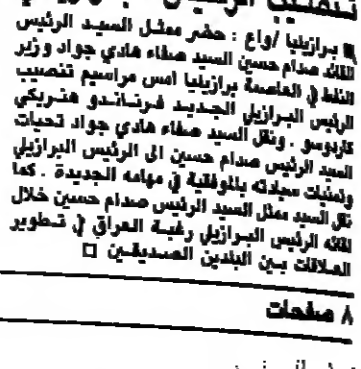 تنصيب الرئيس
برازيليا /واع : حضر ممثل السيد الرئيس
القائد صدام حسين السيد صفاء هادي جواد وزير
النفط في العاصمة برازيليا امس مراسيم تنصيب
الرئيس البرازيلي الجديد فرناندو هنريكي
كاردوسو . ونقل السيد صفاء هادي جواد تحيات
السيد الرئيس صدام حسين الى الرئيس البرازيلي
وتمنيات سيادته بالموفقية في مهامه الجديدة . كما
نقل السيد ممثل السيد الرئيس صدام حسين خلال
لقائه الرئيس البرازيلي رغبة العراق في تطوير
العلاقات بين البلدين الصديقين
٨ صفحات